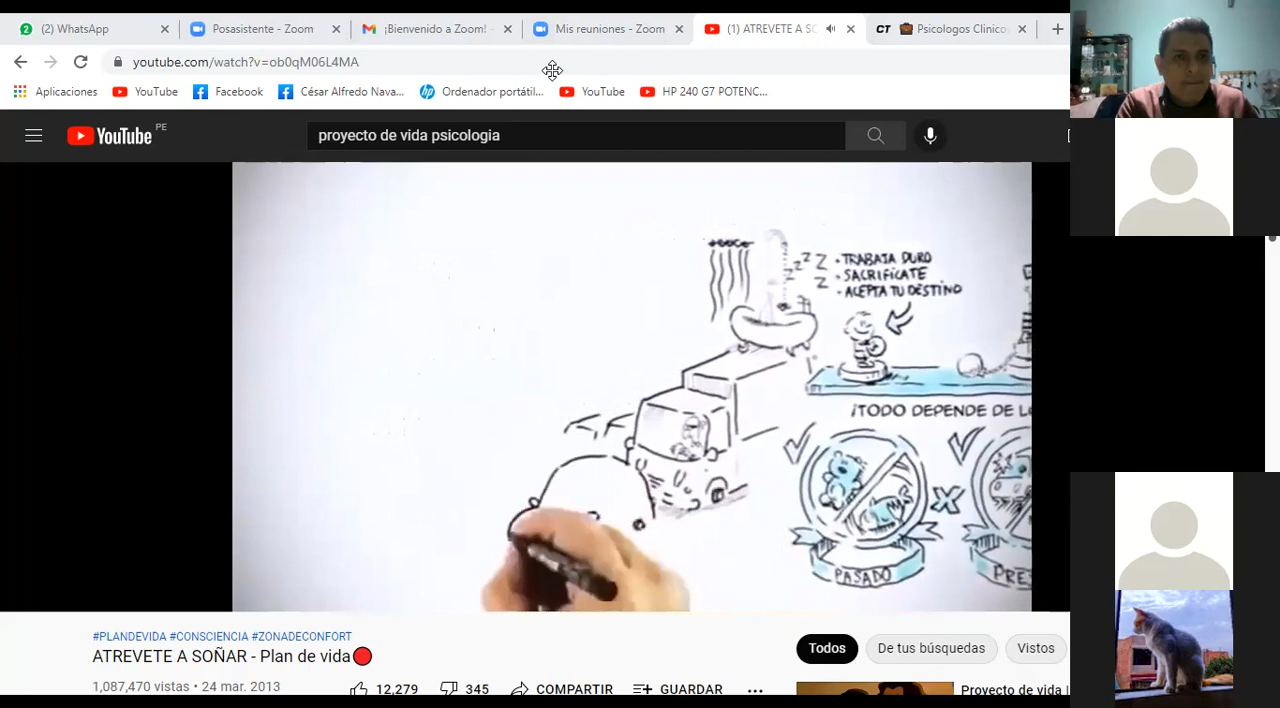 (2) WhatsApp
Posasistente - Zoom
¡Bienvenido a Zoom! -
Mis reuniones - Zoom
(1) ATREVETE A SO
CT
Psicologos Clinico
youtube.com/watch?v=ob0qM06L4MA
Aplicaciones
YouTube
Facebook
César Alfredo Nava...
Ordenador portátil...
YouTube
HP 240 G7 POTENC...
YouTube PE
proyecto de vida psicologia
Z Z Z Z
• TRABAJA DURO
• SACRIFÍCATE
• ACEPTA TU DESTINO
¡TODO DEPENDE DE L
PASADO
PRES
#PLANDEVIDA #CONSCIENCIA #ZONADECONFORT
ATREVETE A SOÑAR - Plan de vida
1,087,470 vistas • 24 mar. 2013
12,279
345
COMPARTIR
GUARDAR
...
Todos
De tus búsquedas
Vistos
Proyecto de vida |